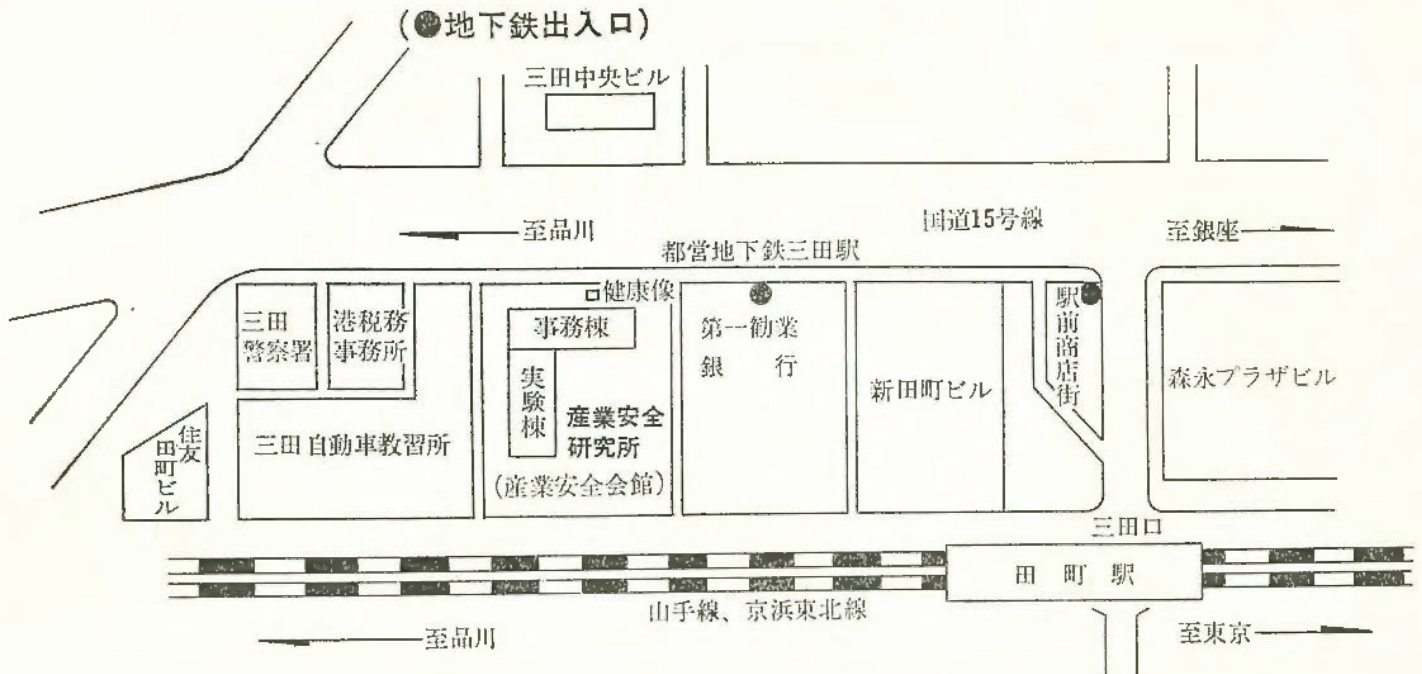 (●地下鉄出入口)
三田中央ビル
至品川
国道15号線
至銀座
都営地下鉄三田駅
三田
警察署
港税務
事務所
健康像
事務棟
実験棟
産業安全
研究所
(産業安全会館)
第一勧業
銀　行
新田町ビル
駅前商店街
森永プラザビル
住友
田町ビル
三田自動車教習所
三田口
田町駅
山手線、京浜東北線
至品川
至東京